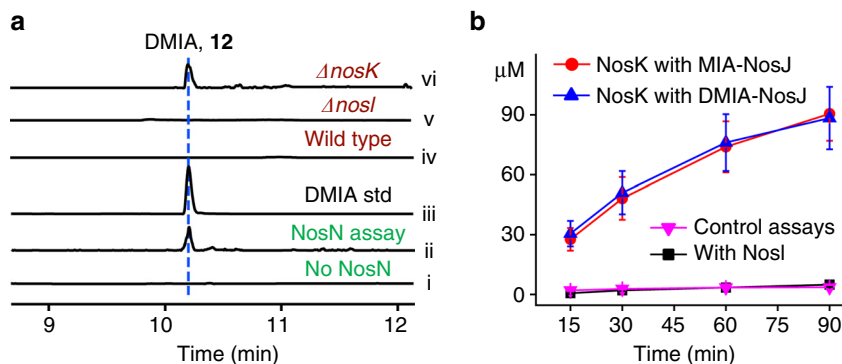 a
DMIA, 12
ΔnosK
vi
ΔnosI
v
Wild type
iv
DMIA std
iii
NosN assay
ii
No NosN
i
9 10 11 12
Time (min)
b
μM
NosK with MIA-NosJ
NosK with DMIA-NosJ
90
60
30
0
Control assays
With NosI
15 30 45 60 75 90
Time (min)